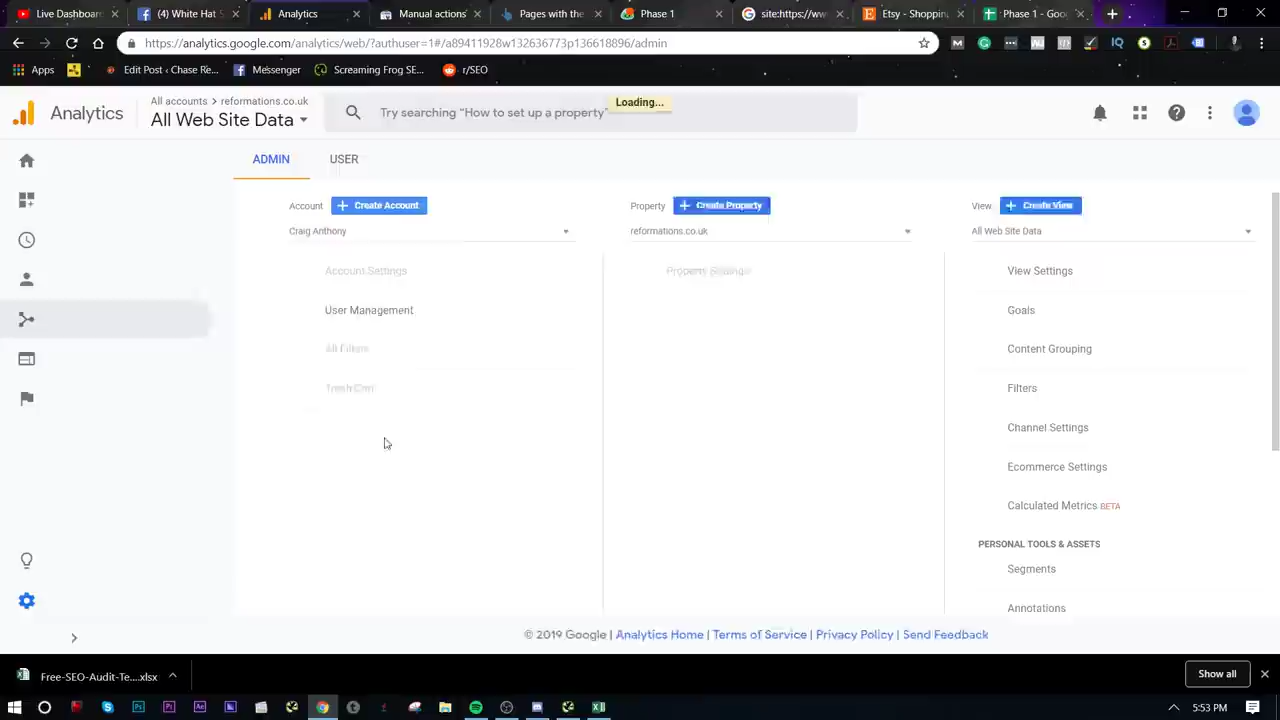 Live Dashboard
(4) White Hat S
Analytics
Manual actions
Pages with the
Phase 1
site:https://ww
Etsy - Shoppin
Phase 1 - Goog
https://analytics.google.com/analytics/web/?authuser=1#/a89411928w132636773p136618896/admin
Apps
Edit Post ‹ Chase Re...
Messenger
Screaming Frog SE...
r/SEO
Analytics
All accounts > reformations.co.uk
All Web Site Data
Try searching “How to set up a property”
Loading...
ADMIN
USER
Account
Create Account
Property
Create Property
View
Create View
Craig Anthony
reformations.co.uk
All Web Site Data
Account Settings
Property Settings
View Settings
User Management
Goals
All Filters
Content Grouping
Trash Can
Filters
Channel Settings
Ecommerce Settings
Calculated Metrics BETA
PERSONAL TOOLS & ASSETS
Segments
Annotations
© 2019 Google | Analytics Home | Terms of Service | Privacy Policy | Send Feedback
Free-SEO-Audit-Te....xlsx
Show all
5:53 PM